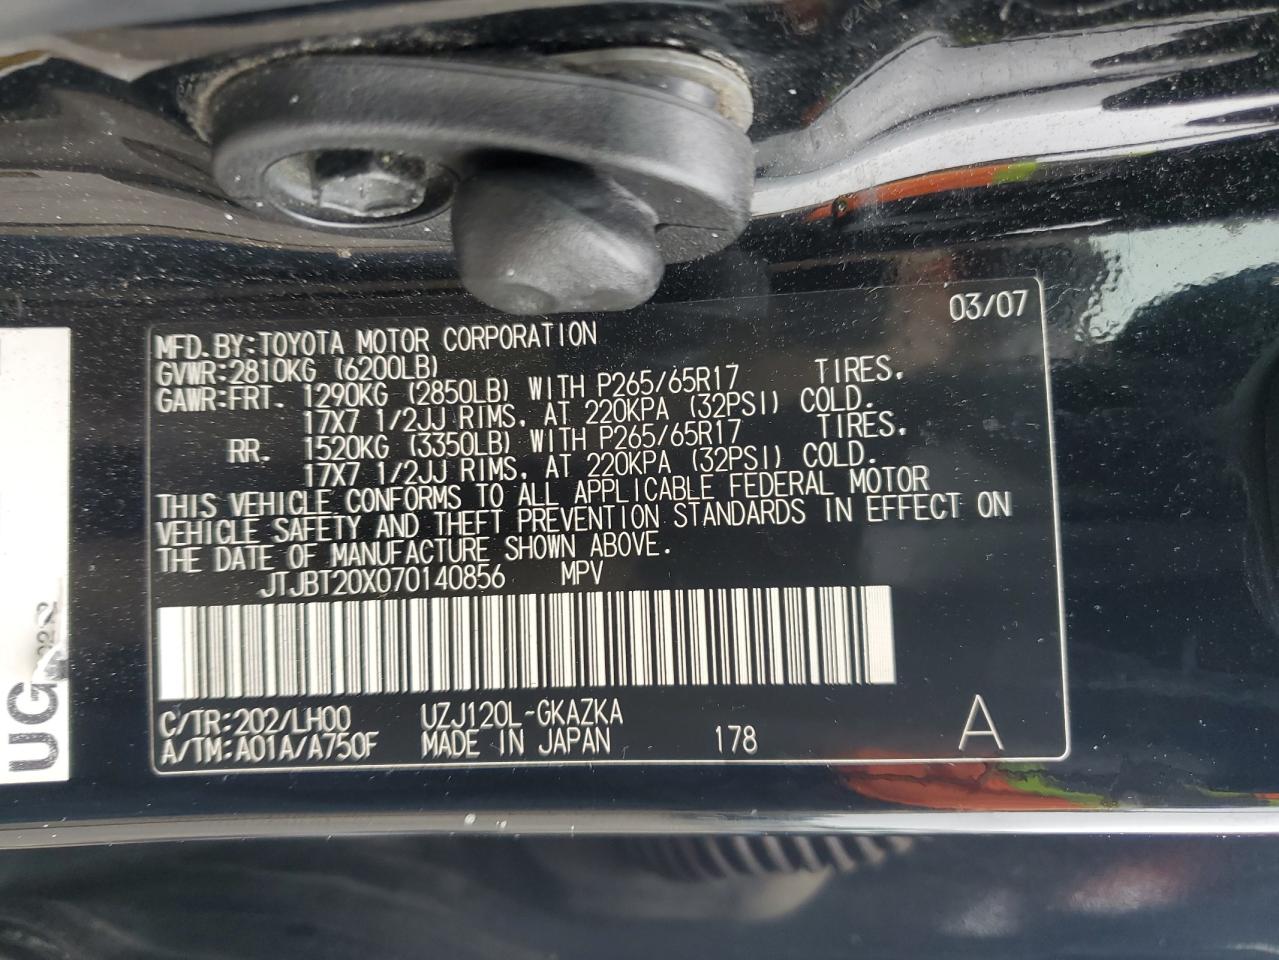 03/07
MFD.BY:TOYOTA MOTOR CORPORATION
GVWR:2810KG (6200LB)
GAWR:FRT. 1290KG (2850LB) WITH P265/65R17 TIRES,
17X7 1/2JJ RIMS, AT 220KPA (32PSI) COLD.
RR. 1520KG (3350LB) WITH P265/65R17 TIRES,
17X7 1/2JJ RIMS, AT 220KPA (32PSI) COLD.
THIS VEHICLE CONFORMS TO ALL APPLICABLE FEDERAL MOTOR
VEHICLE SAFETY AND THEFT PREVENTION STANDARDS IN EFFECT ON
THE DATE OF MANUFACTURE SHOWN ABOVE.
JTJBT20X070140856 MPV
C/TR:202/LH00 UZJ120L-GKAZKA
A/TM:A01A/A750F MADE IN JAPAN 178 A
UG